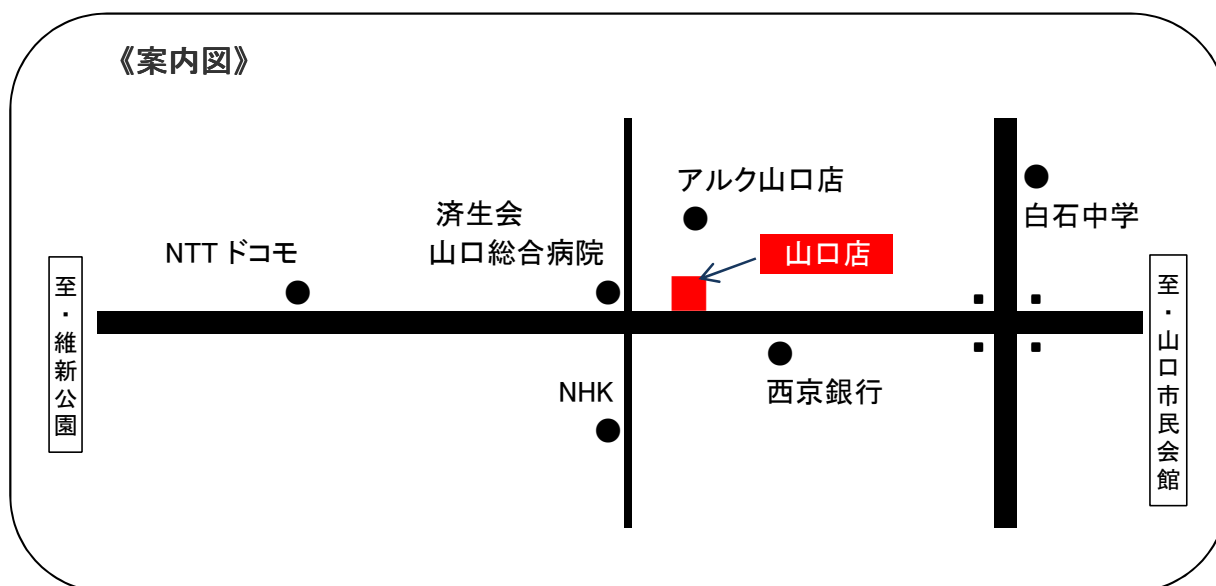 《案内図》
アルク山口店
済生会
山口総合病院
白石中学
NTT ドコモ
山口店
至・維新公園
至・山口市民会館
NHK
西京銀行